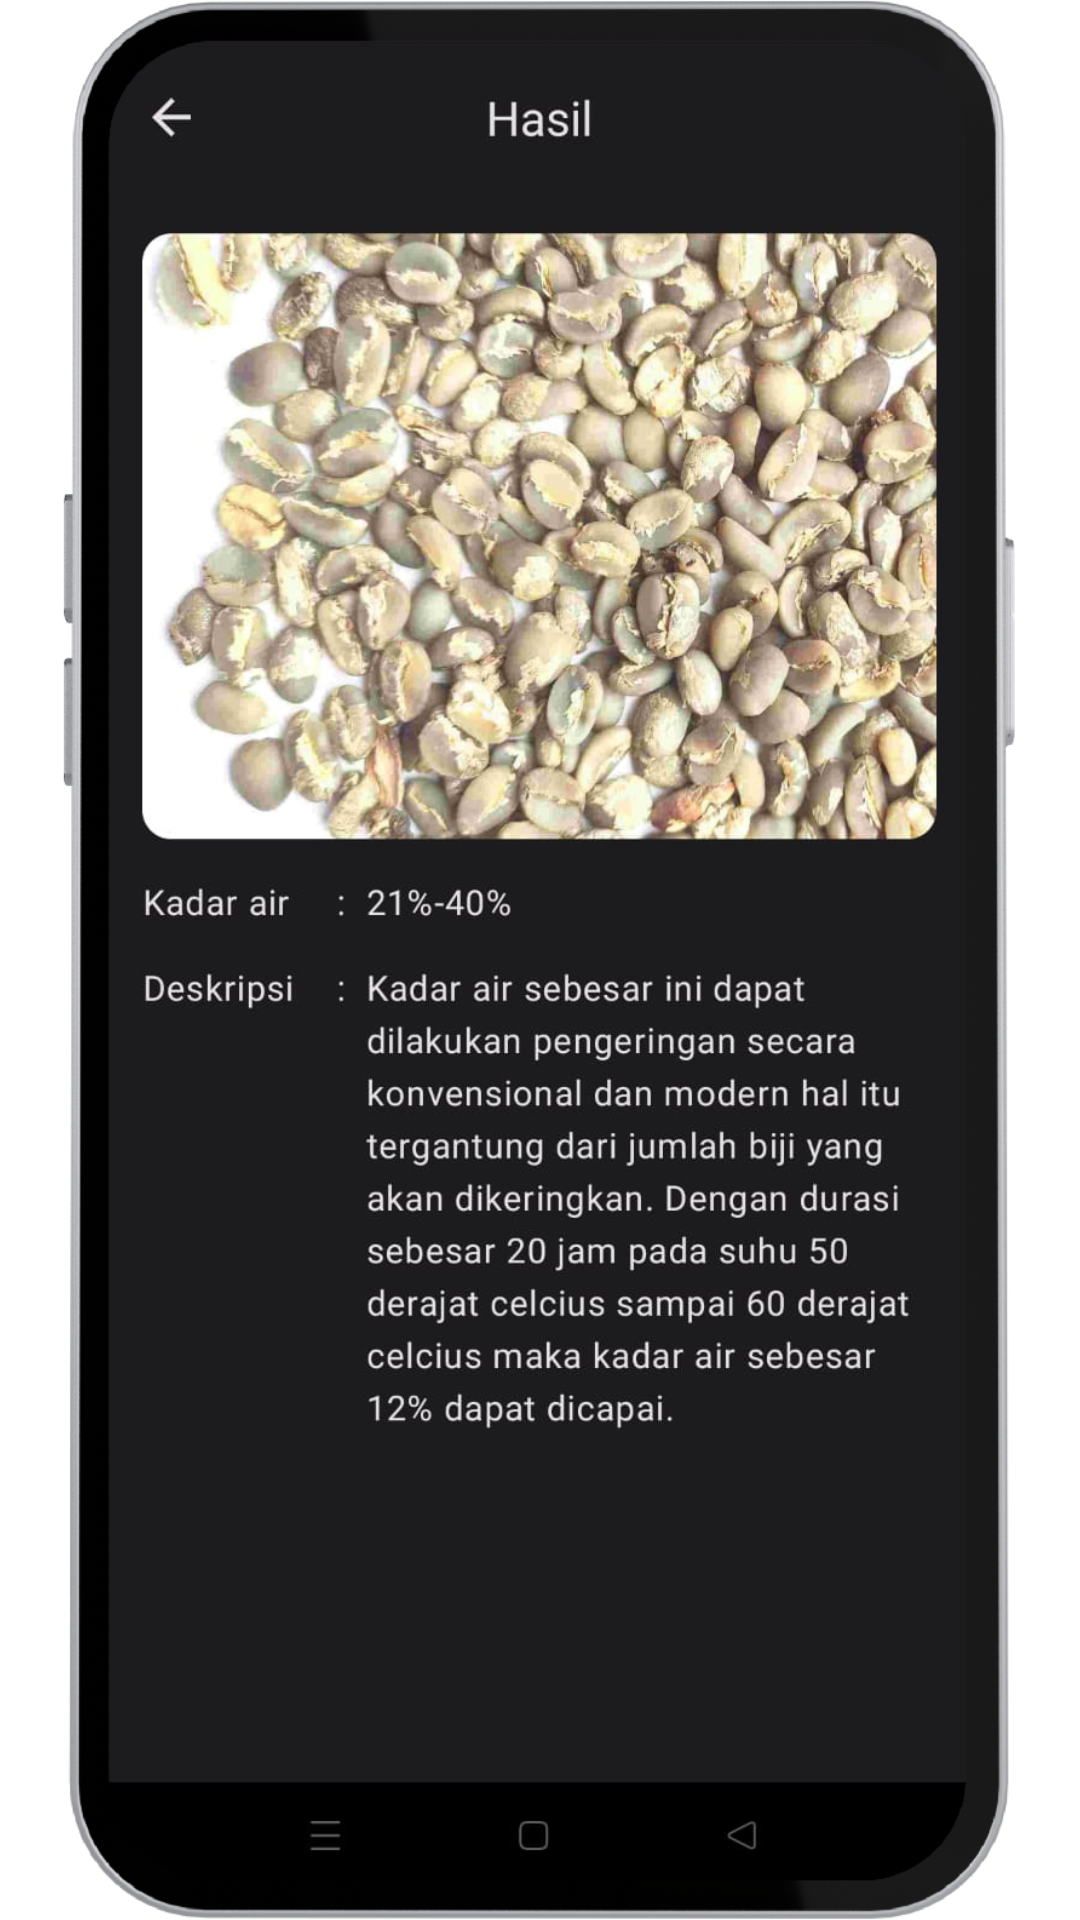 Hasil
Kadar air : 21%-40%
Deskripsi : Kadar air sebesar ini dapat
dilakukan pengeringan secara
konvensional dan modern hal itu
tergantung dari jumlah biji yang
akan dikeringkan. Dengan durasi
sebesar 20 jam pada suhu 50
derajat celcius sampai 60 derajat
celcius maka kadar air sebesar
12% dapat dicapai.